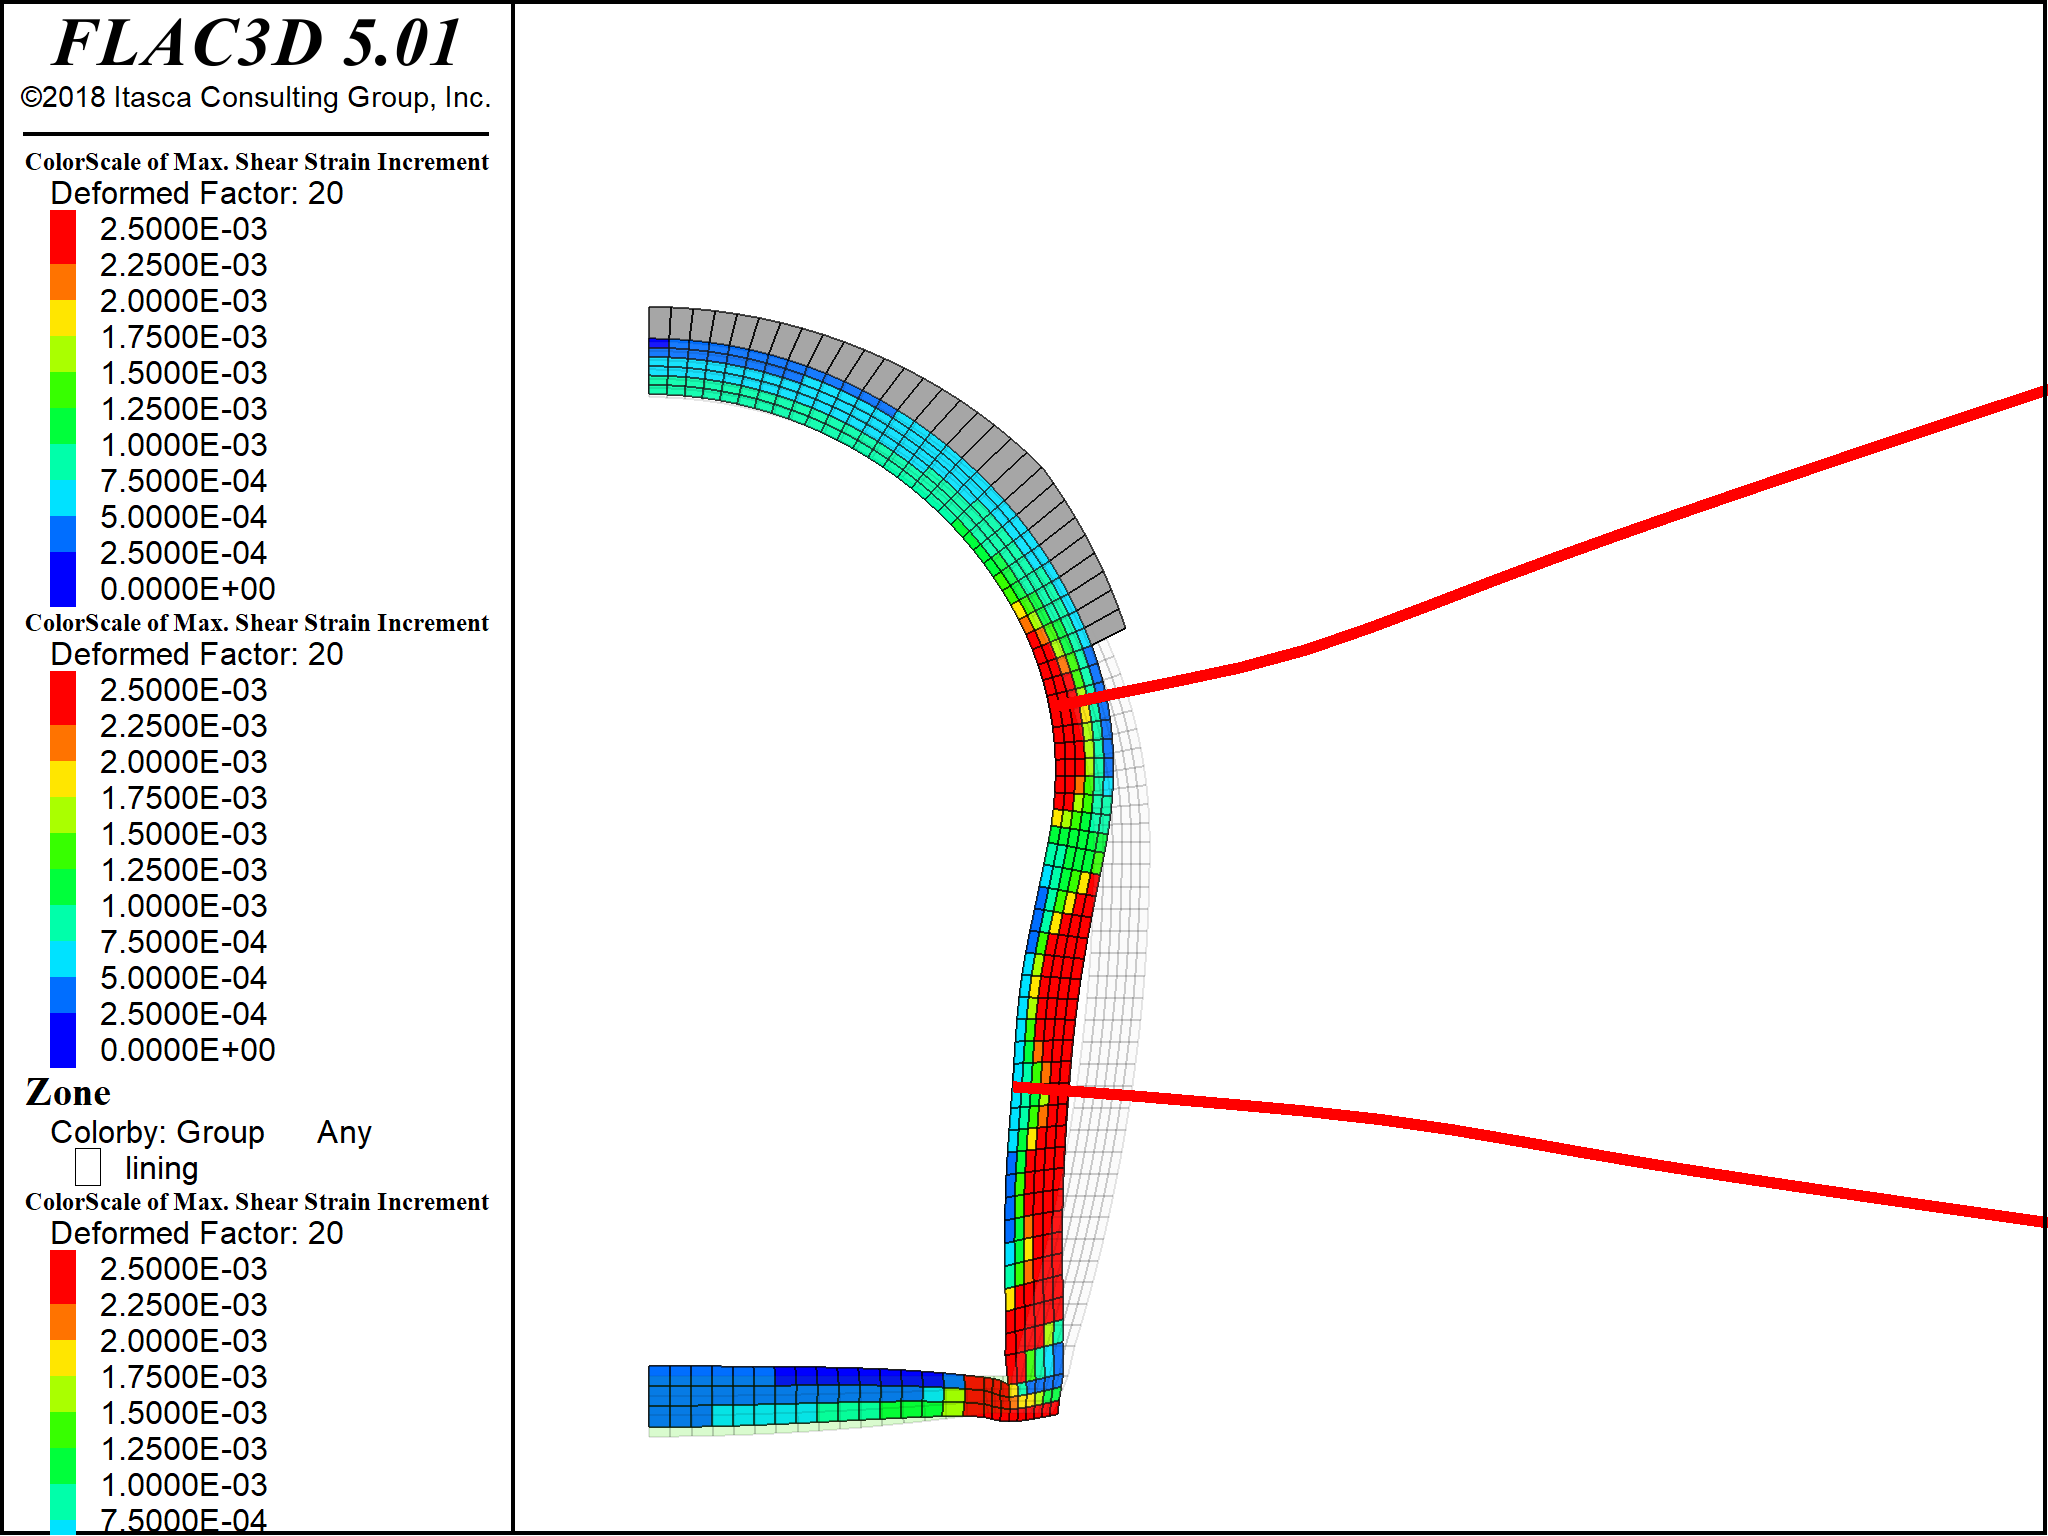 FLAC3D 5.01
©2018 Itasca Consulting Group, Inc.
ColorScale of Max. Shear Strain Increment
Deformed Factor: 20
2.5000E-03
2.2500E-03
2.0000E-03
1.7500E-03
1.5000E-03
1.2500E-03
1.0000E-03
7.5000E-04
5.0000E-04
2.5000E-04
0.0000E+00
ColorScale of Max. Shear Strain Increment
Deformed Factor: 20
2.5000E-03
2.2500E-03
2.0000E-03
1.7500E-03
1.5000E-03
1.2500E-03
1.0000E-03
7.5000E-04
5.0000E-04
2.5000E-04
0.0000E+00
Zone
Colorby: Group Any
lining
ColorScale of Max. Shear Strain Increment
Deformed Factor: 20
2.5000E-03
2.2500E-03
2.0000E-03
1.7500E-03
1.5000E-03
1.2500E-03
1.0000E-03
7.5000E-04